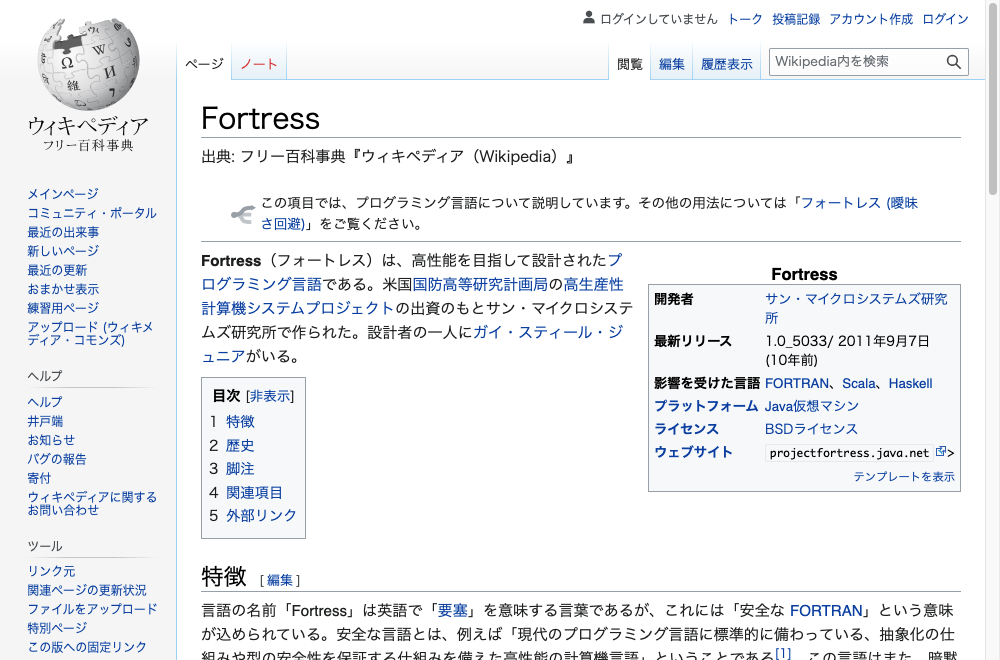 ログインしていません トーク 投稿記録 アカウント作成 ログイン
ページ ノート 閲覧 編集 履歴表示 Wikipedia内を検索
Ω W 維 И
ウィキペディア
フリー百科事典
メインページ
コミュニティ・ポータル
最近の出来事
新しいページ
最近の更新
おまかせ表示
練習用ページ
アップロード (ウィキメ
ディア・コモンズ)
ヘルプ
ヘルプ
井戸端
お知らせ
バグの報告
寄付
ウィキペディアに関する
お問い合わせ
ツール
リンク元
関連ページの更新状況
ファイルをアップロード
特別ページ
この版への固定リンク
Fortress
出典: フリー百科事典『ウィキペディア（Wikipedia）』
この項目では、プログラミング言語について説明しています。その他の用法については「フォートレス (曖昧
さ回避)」をご覧ください。
Fortress（フォートレス）は、高性能を目指して設計されたプ
ログラミング言語である。米国国防高等研究計画局の高生産性
計算機システムプロジェクトの出資のもとサン・マイクロシステ
ムズ研究所で作られた。設計者の一人にガイ・スティール・ジ
ュニアがいる。
Fortress
開発者 サン・マイクロシステムズ研究
所
最新リリース 1.0_5033/ 2011年9月7日
(10年前)
影響を受けた言語 FORTRAN、Scala、Haskell
プラットフォーム Java仮想マシン
ライセンス BSDライセンス
ウェブサイト projectfortress.java.net >
テンプレートを表示
目次 [非表示]
1 特徴
2 歴史
3 脚注
4 関連項目
5 外部リンク
特徴 [編集]
言語の名前「Fortress」は英語で「要塞」を意味する言葉であるが、これには「安全な FORTRAN」という意味
が込められている。安全な言語とは、例えば「現代のプログラミング言語に標準的に備わっている、抽象化の仕
組みや型の安全性を保証する仕組みを備えた高性能の計算機言語」ということである[1]。この言語はまた、暗黙